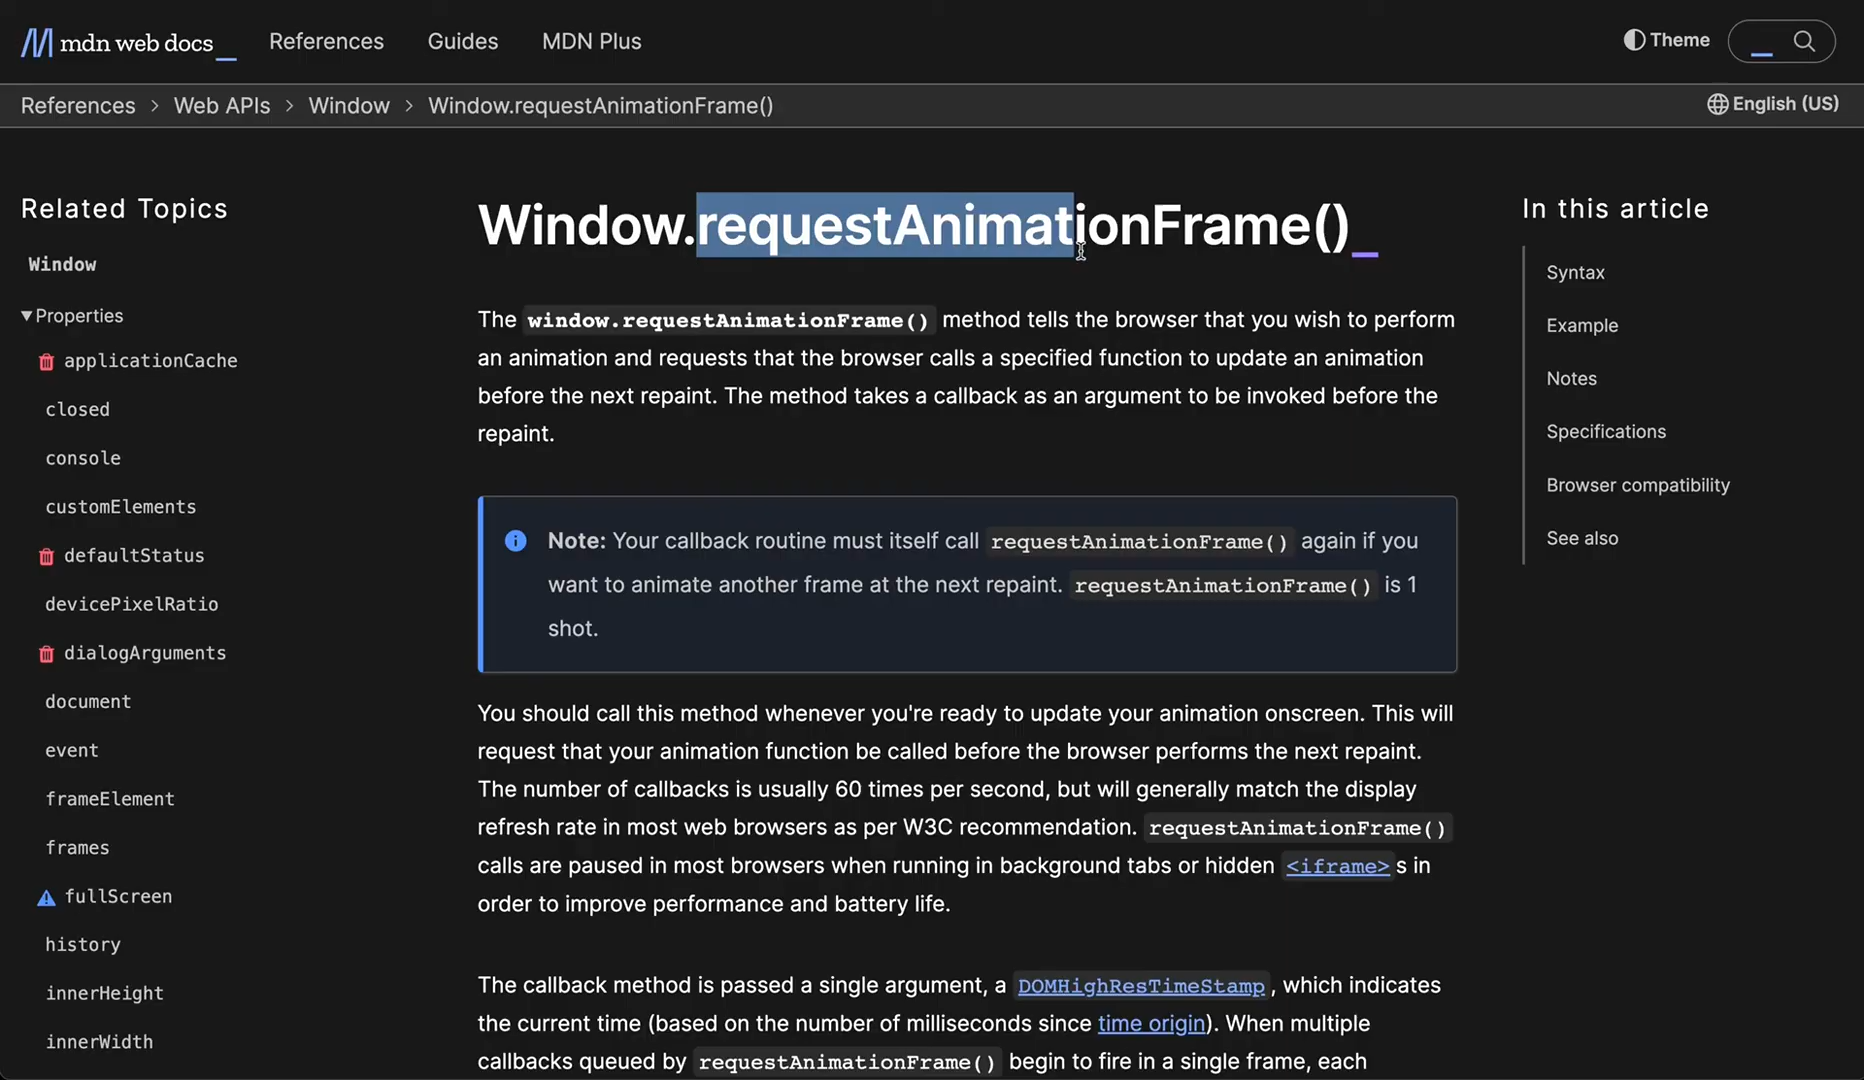 mdn web docs_
References
Guides
MDN Plus
Theme
References > Web APIs > Window > Window.requestAnimationFrame()
English (US)
Related Topics
Window
Properties
applicationCache
closed
console
customElements
defaultStatus
devicePixelRatio
dialogArguments
document
event
frameElement
frames
fullScreen
history
innerHeight
innerWidth
Window.requestAnimationFrame()_
The window.requestAnimationFrame() method tells the browser that you wish to perform
an animation and requests that the browser calls a specified function to update an animation
before the next repaint. The method takes a callback as an argument to be invoked before the
repaint.
Note: Your callback routine must itself call requestAnimationFrame() again if you
want to animate another frame at the next repaint. requestAnimationFrame() is 1
shot.
You should call this method whenever you're ready to update your animation onscreen. This will
request that your animation function be called before the browser performs the next repaint.
The number of callbacks is usually 60 times per second, but will generally match the display
refresh rate in most web browsers as per W3C recommendation. requestAnimationFrame()
calls are paused in most browsers when running in background tabs or hidden <iframe>s in
order to improve performance and battery life.
The callback method is passed a single argument, a DOMHighResTimeStamp, which indicates
the current time (based on the number of milliseconds since time origin). When multiple
callbacks queued by requestAnimationFrame() begin to fire in a single frame, each
In this article
Syntax
Example
Notes
Specifications
Browser compatibility
See also